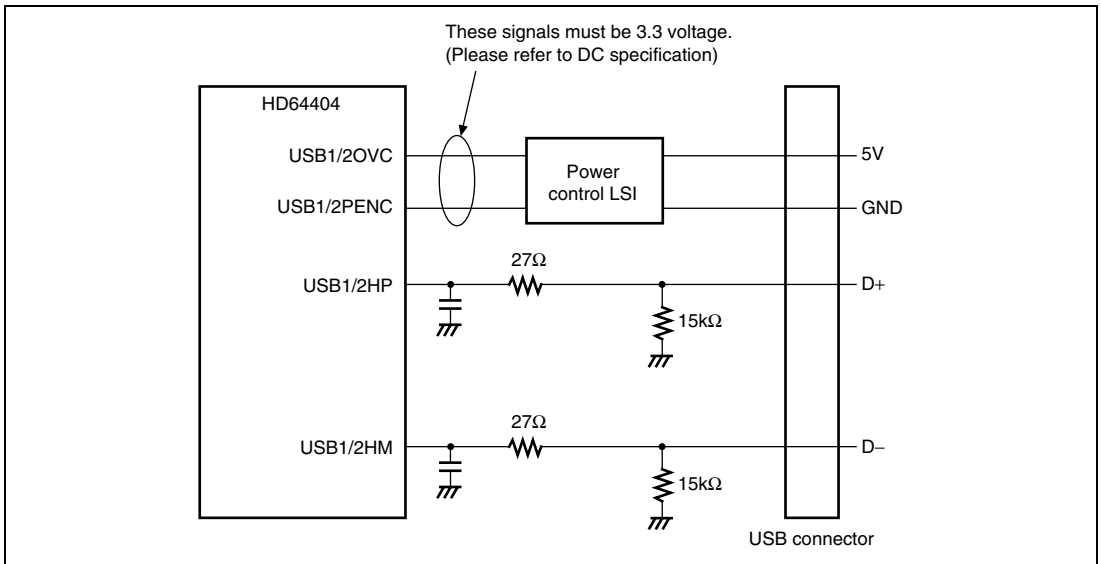 These signals must be 3.3 voltage.
(Please refer to DC specification)
HD64404
USB1/2OVC
Power
control LSI
5V
USB1/2PENC
GND
27Ω
USB1/2HP
D+
15kΩ
27Ω
USB1/2HM
D−
15kΩ
USB connector